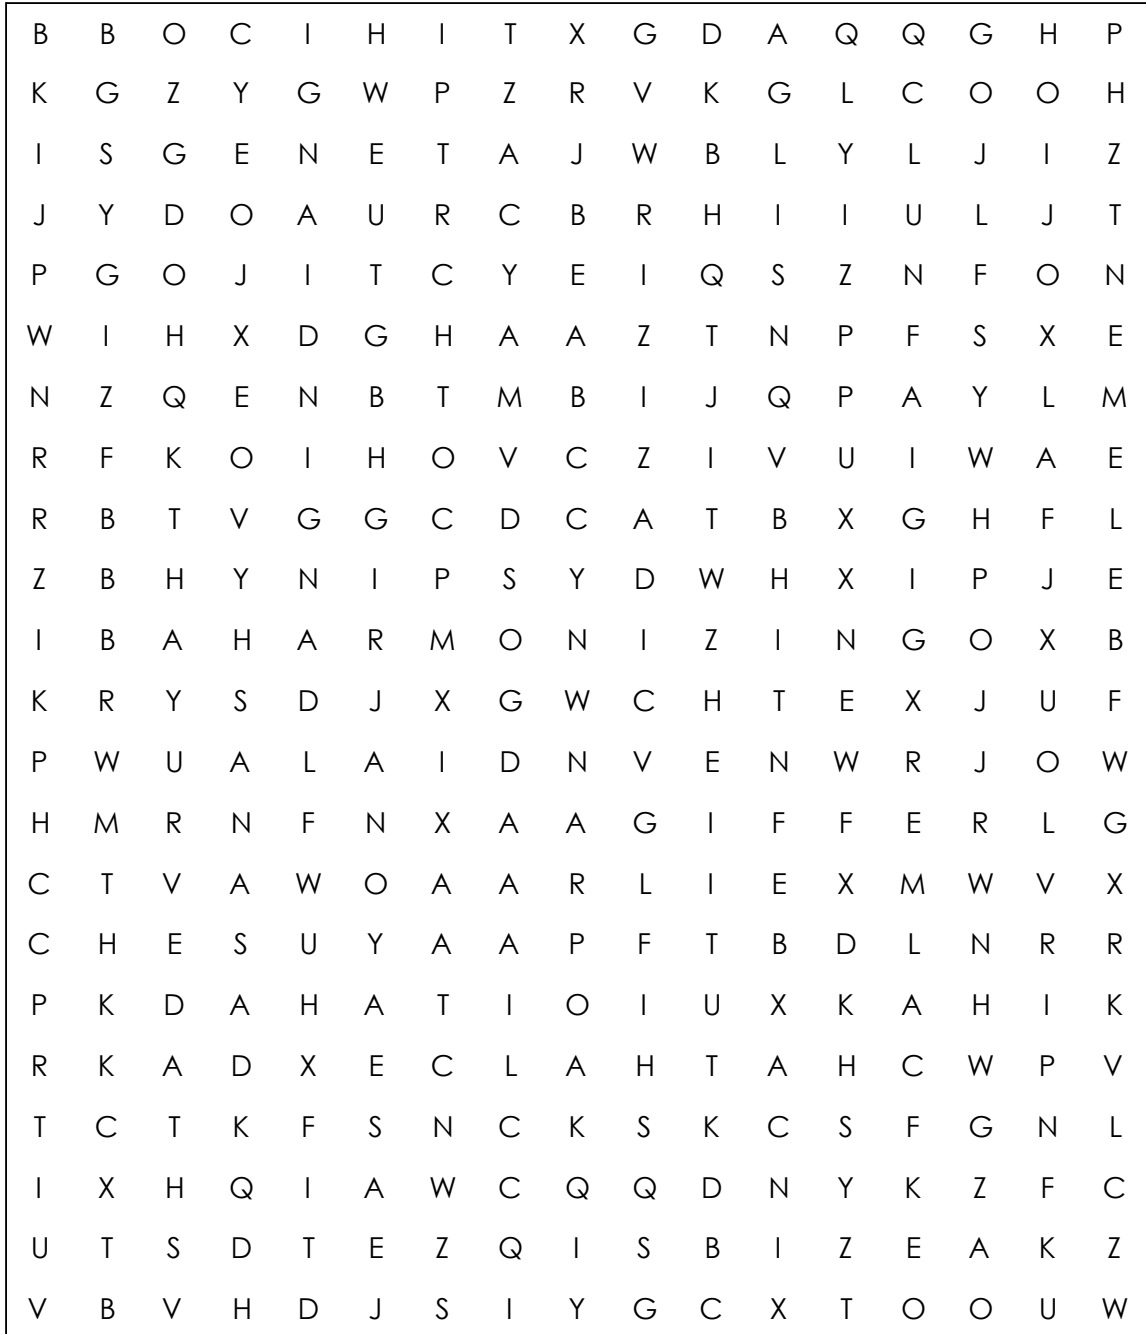 B B O C I H I T X G D A Q Q G H P
K G Z Y G W P Z R V K G L C O O H
I S G E N E T A J W B L Y L J I Z
J Y D O A U R C B R H I I U L J T
P G O J I T C Y E I Q S Z N F O N
W I H X D G H A A Z T N P F S X E
N Z Q E N B T M B I J Q P A Y L M
R F K O I H O V C Z I V U I W A E
R B T V G G C D C A T B X G H F L
Z B H Y N I P S Y D W H X I P J E
I B A H A R M O N I Z I N G O X B
K R Y S D J X G W C H T E X J U F
P W U A L A I D N V E N W R J O W
H M R N F N X A A G I F F E R L G
C T V A W O A A R L I E X M W V X
C H E S U Y A A P F T B D L N R R
P K D A H A T I O I U X K A H I K
R K A D X E C L A H T A H C W P V
T C T K F S N C K S K C S F G N L
I X H Q I A W C Q Q D N Y K Z F C
U T S D T E Z Q I S B I Z E A K Z
V B V H D J S I Y G C X T O O U W